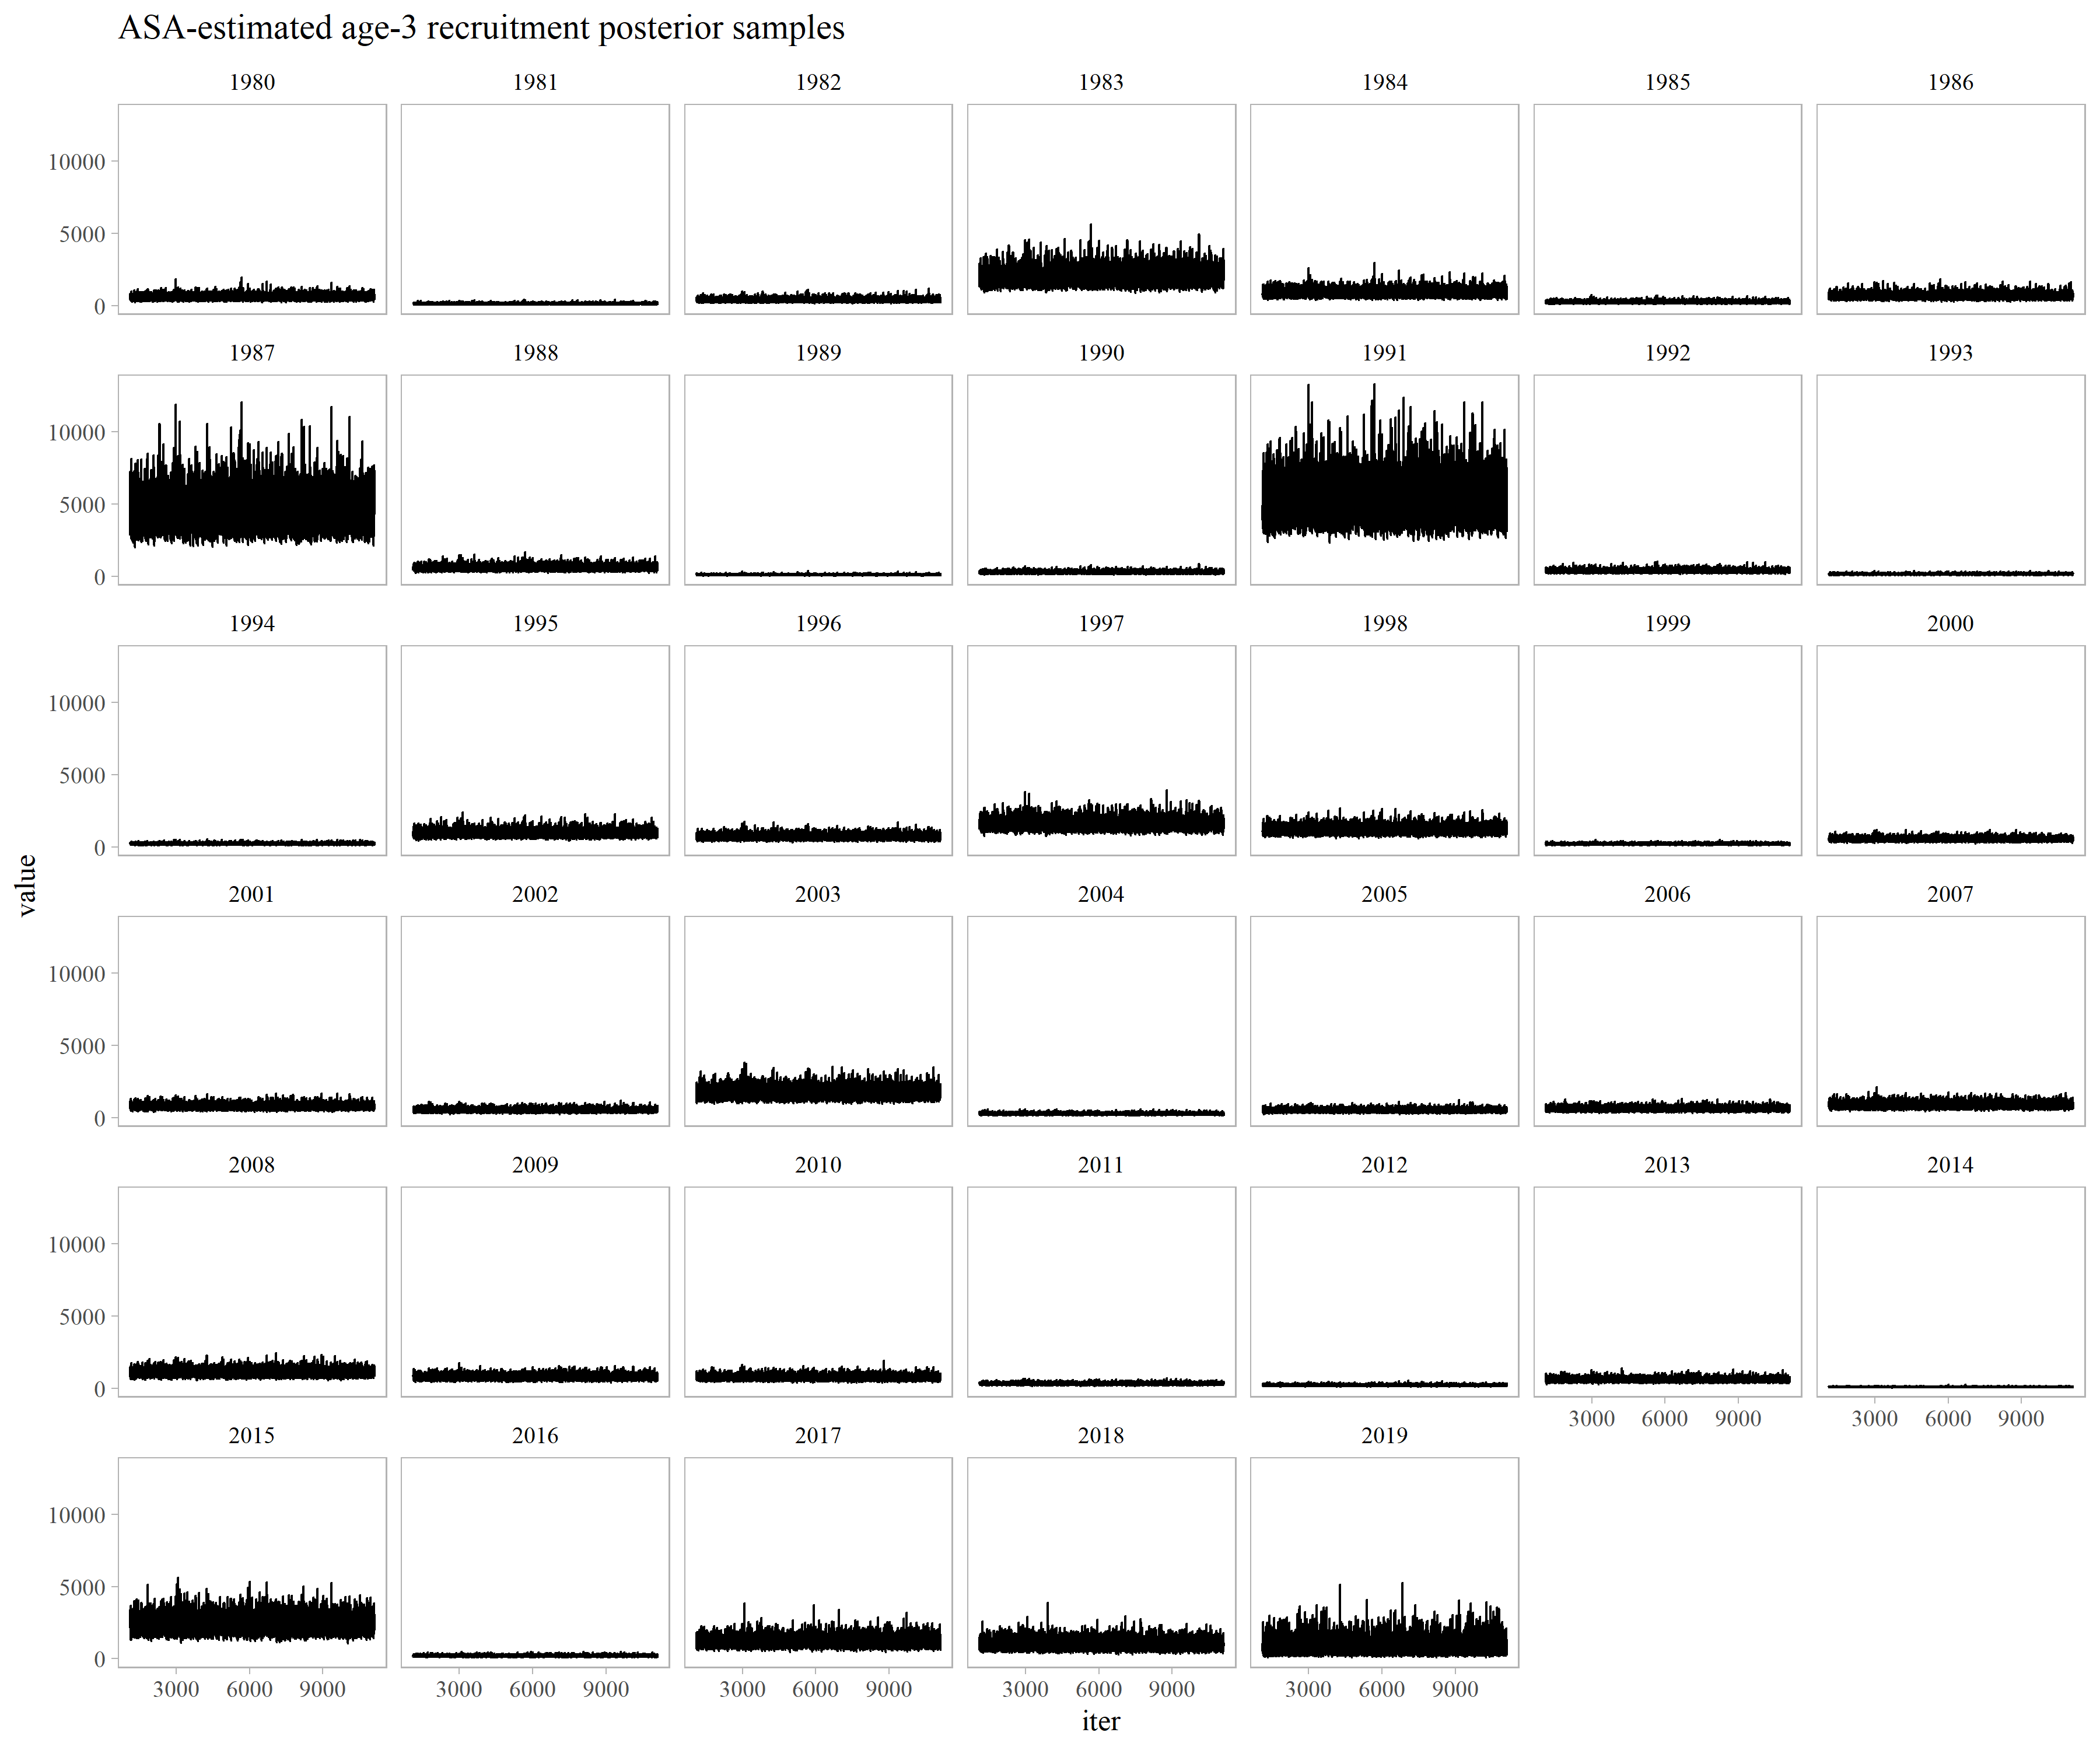 ASA-estimated age-3 recruitment posterior samples
1980 1981 1982 1983 1984 1985 1986
10000
5000
0
1987 1988 1989 1990 1991 1992 1993
10000
5000
0
1994 1995 1996 1997 1998 1999 2000
10000
5000
0
value
2001 2002 2003 2004 2005 2006 2007
10000
5000
0
2008 2009 2010 2011 2012 2013 2014
10000
5000
0
3000 6000 9000 3000 6000 9000
2015 2016 2017 2018 2019
10000
5000
0
3000 6000 9000 3000 6000 9000 3000 6000 9000 3000 6000 9000 3000 6000 9000
iter